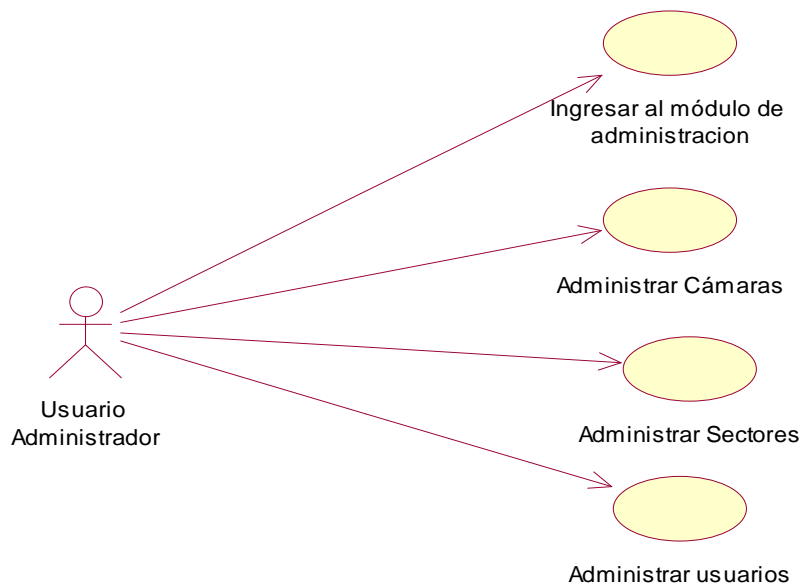 Ingresar al módulo de
administracion
Administrar Cámaras
Usuario
Administrador
Administrar Sectores
Administrar usuarios